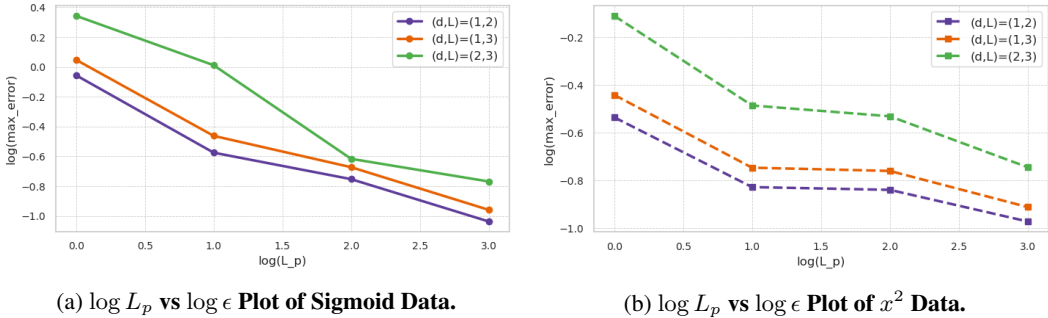 (d,L)=(1,2)
(d,L)=(1,3)
(d,L)=(2,3)
0.4
0.2
0.0
−0.2
−0.4
−0.6
−0.8
−1.0
log(max_error)
0.0 0.5 1.0 1.5 2.0 2.5 3.0
log(L_p)
(a) log L_p vs log ϵ Plot of Sigmoid Data.
(d,L)=(1,2)
(d,L)=(1,3)
(d,L)=(2,3)
−0.2
−0.4
−0.6
−0.8
−1.0
log(max_error)
0.0 0.5 1.0 1.5 2.0 2.5 3.0
log(L_p)
(b) log L_p vs log ϵ Plot of x² Data.